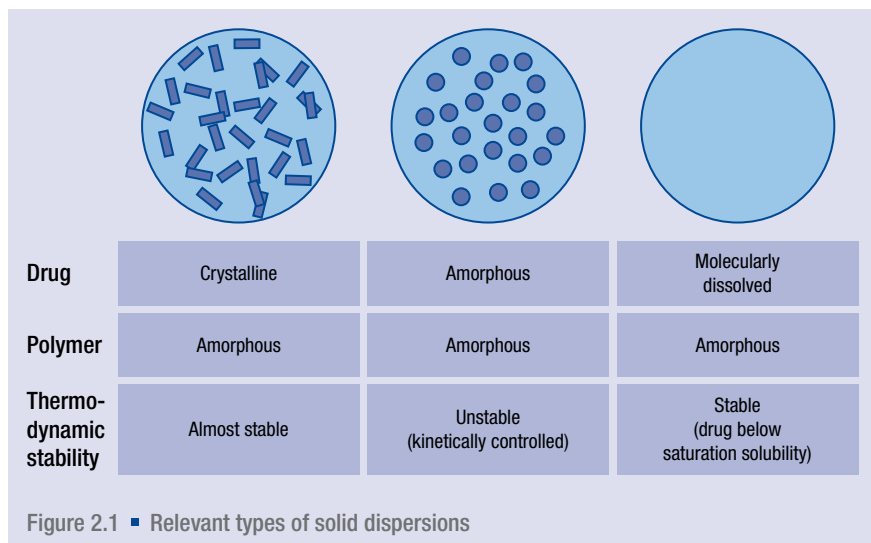 Drug
Crystalline
Amorphous
Molecularly
dissolved
Polymer
Amorphous
Amorphous
Amorphous
Thermo-
dynamic
stability
Almost stable
Unstable
(kinetically controlled)
Stable
(drug below
saturation solubility)
Figure 2.1 ▪ Relevant types of solid dispersions